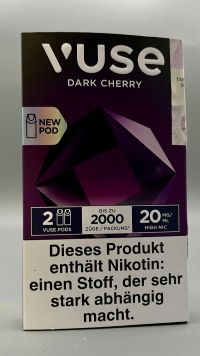 VUSE
DARK CHERRY
NEW
POD
2
VUSE PODS
BIS ZU
2000
ZÜGE / PACKUNG*
20 MG/
ML
HIGH NIC
Dieses Produkt
enthält Nikotin:
einen Stoff, der sehr
stark abhängig
macht.